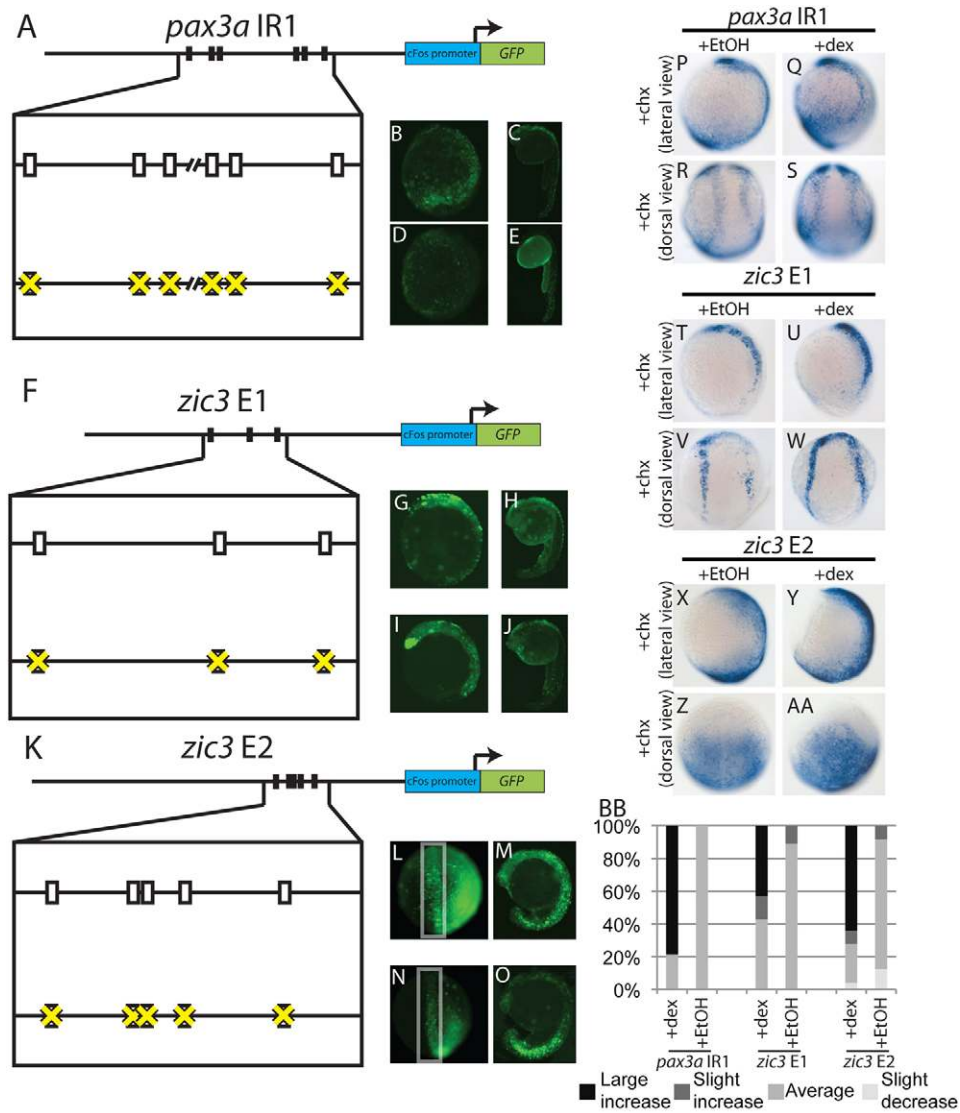 A
pax3a IR1
cFos promoter
GFP
B
C
D
E
F
zic3 E1
cFos promoter
GFP
G
H
I
J
K
zic3 E2
cFos promoter
GFP
L
M
N
O
pax3a IR1
+EtOH
+dex
+chx
(lateral view)
P
Q
+chx
(dorsal view)
R
S
zic3 E1
+EtOH
+dex
+chx
(lateral view)
T
U
+chx
(dorsal view)
V
W
zic3 E2
+EtOH
+dex
+chx
(lateral view)
X
Y
+chx
(dorsal view)
Z
AA
BB
100%
80%
60%
40%
20%
0%
+dex
+EtOH
+dex
+EtOH
+dex
+EtOH
pax3a IR1
zic3 E1
zic3 E2
Large increase
Slight increase
Average
Slight decrease